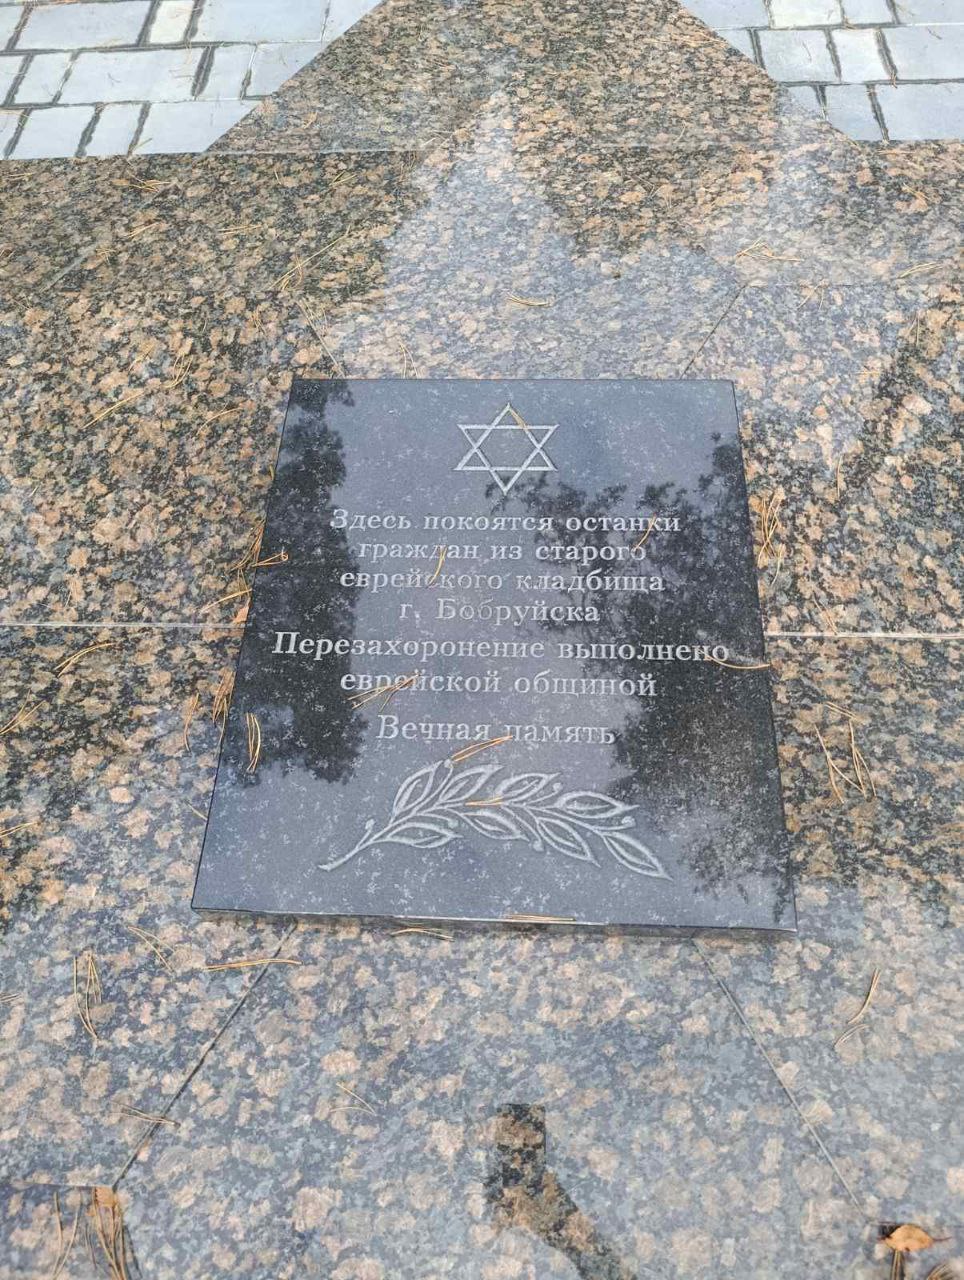 Здесь покоятся останки
граждан из старого
еврейского кладбища
г. Бобруйска
Перезахоронение выполнено
еврейской общиной
Вечная память